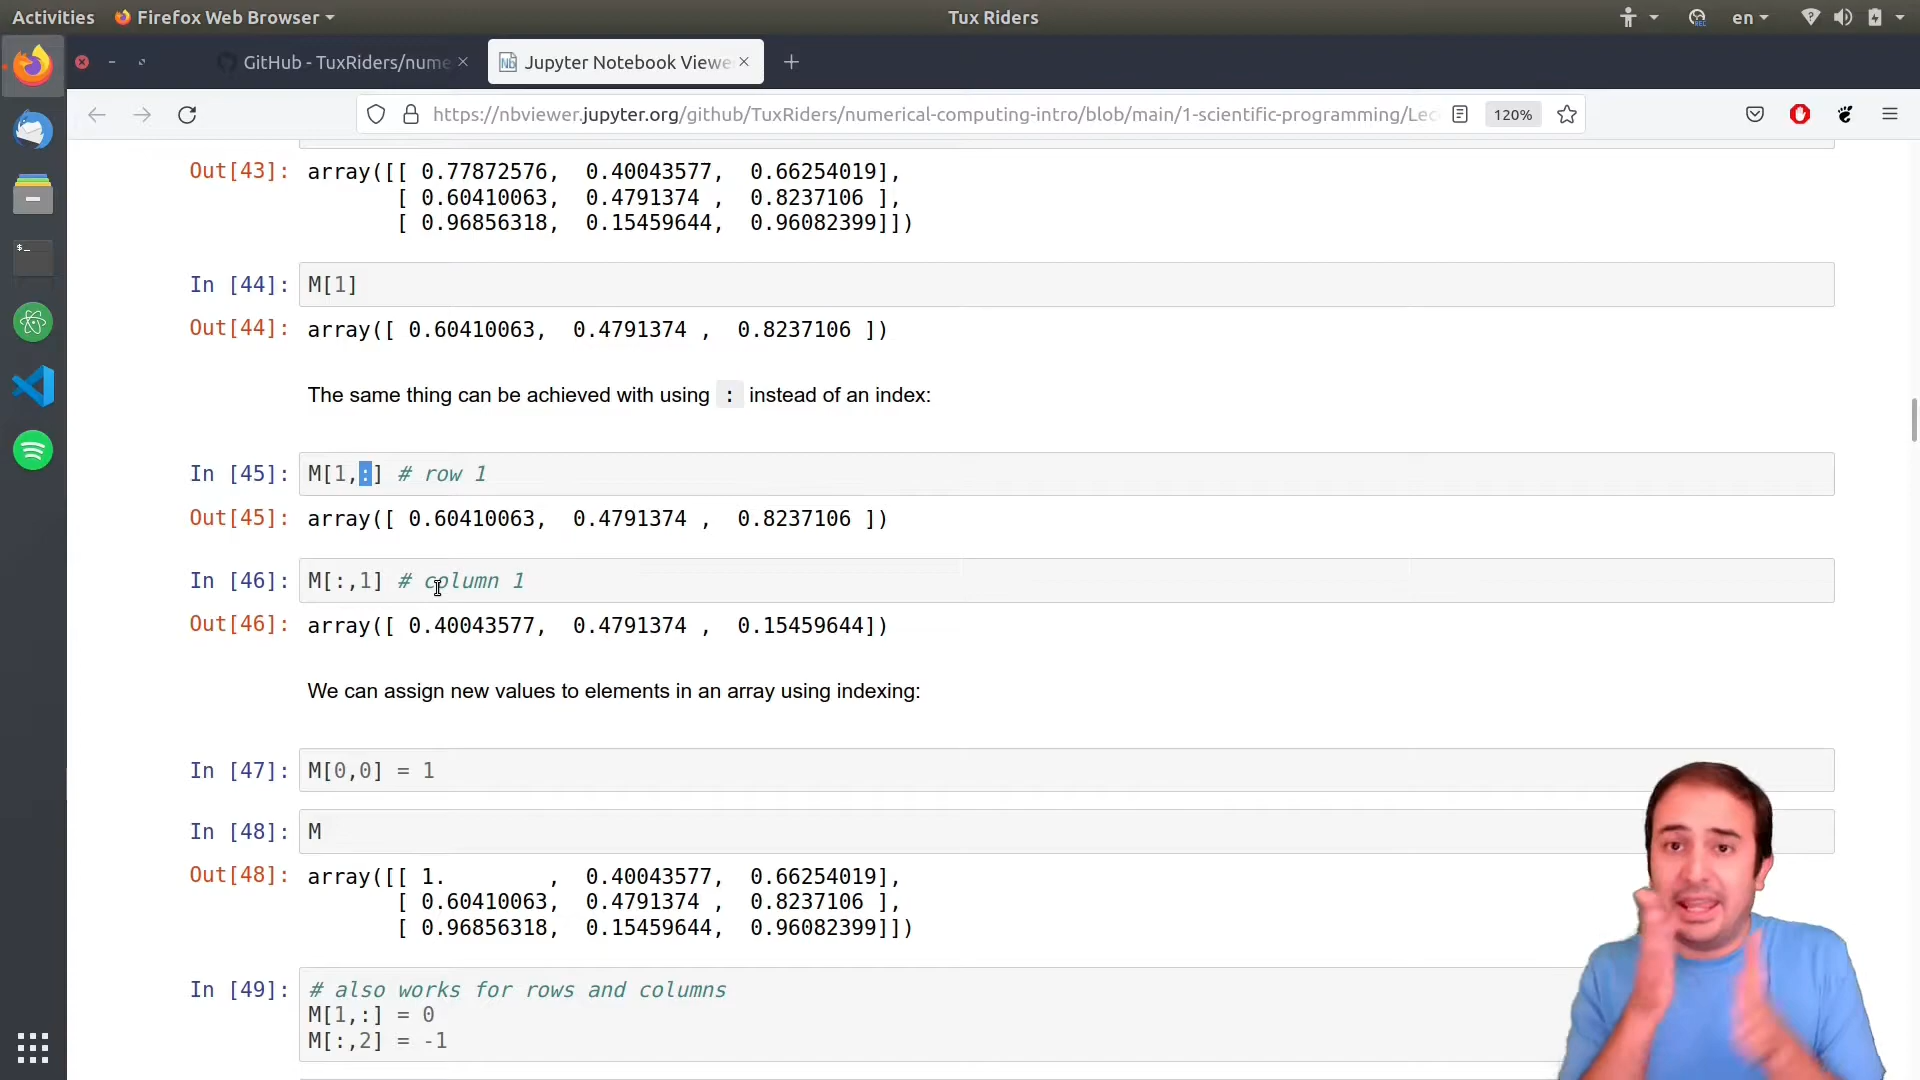 Activities
Firefox Web Browser
Tux Riders
en
GitHub - TuxRiders/nume
Jupyter Notebook Viewe
https://nbviewer.jupyter.org/github/TuxRiders/numerical-computing-intro/blob/main/1-scientific-programming/Lec
120%
Out[43]: array([[ 0.77872576, 0.40043577, 0.66254019],
[ 0.60410063, 0.4791374 , 0.8237106 ],
[ 0.96856318, 0.15459644, 0.96082399]])
In [44]: M[1]
Out[44]: array([ 0.60410063, 0.4791374 , 0.8237106 ])
The same thing can be achieved with using : instead of an index:
In [45]: M[1,:] # row 1
Out[45]: array([ 0.60410063, 0.4791374 , 0.8237106 ])
In [46]: M[:,1] # column 1
Out[46]: array([ 0.40043577, 0.4791374 , 0.15459644])
We can assign new values to elements in an array using indexing:
In [47]: M[0,0] = 1
In [48]: M
Out[48]: array([[ 1. , 0.40043577, 0.66254019],
[ 0.60410063, 0.4791374 , 0.8237106 ],
[ 0.96856318, 0.15459644, 0.96082399]])
In [49]: # also works for rows and columns
M[1,:] = 0
M[:,2] = -1